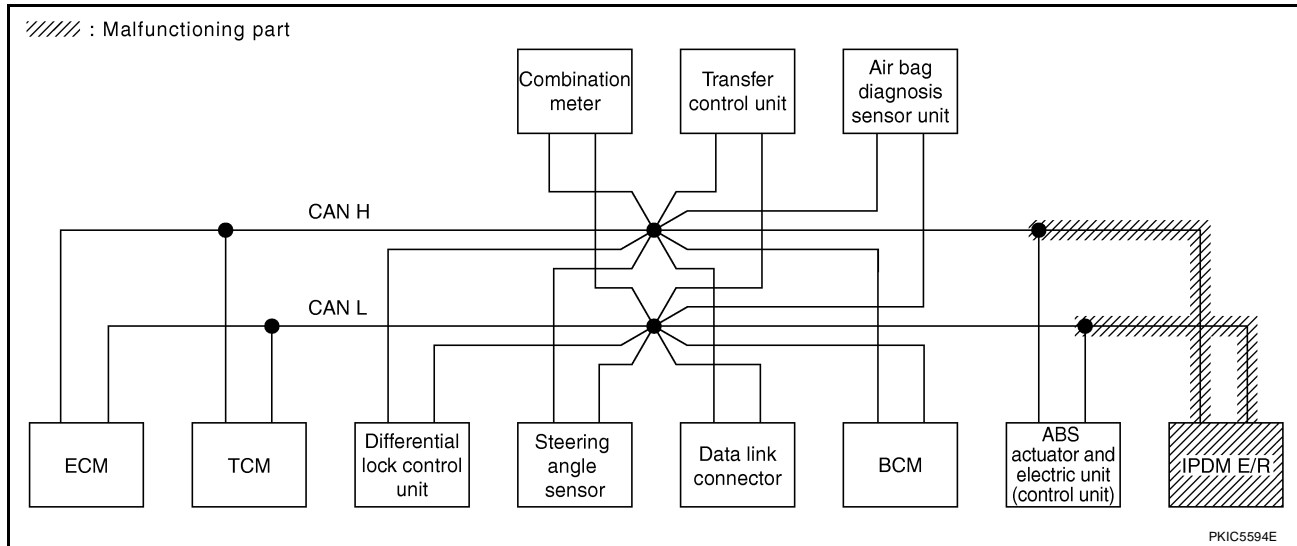 : Malfunctioning part
Combination
meter
Transfer
control unit
Air bag
diagnosis
sensor unit
CAN H
CAN L
ECM
TCM
Differential
lock control
unit
Steering
angle
sensor
Data link
connector
BCM
ABS
actuator and
electric unit
(control unit)
IPDM E/R
PKIC5594E